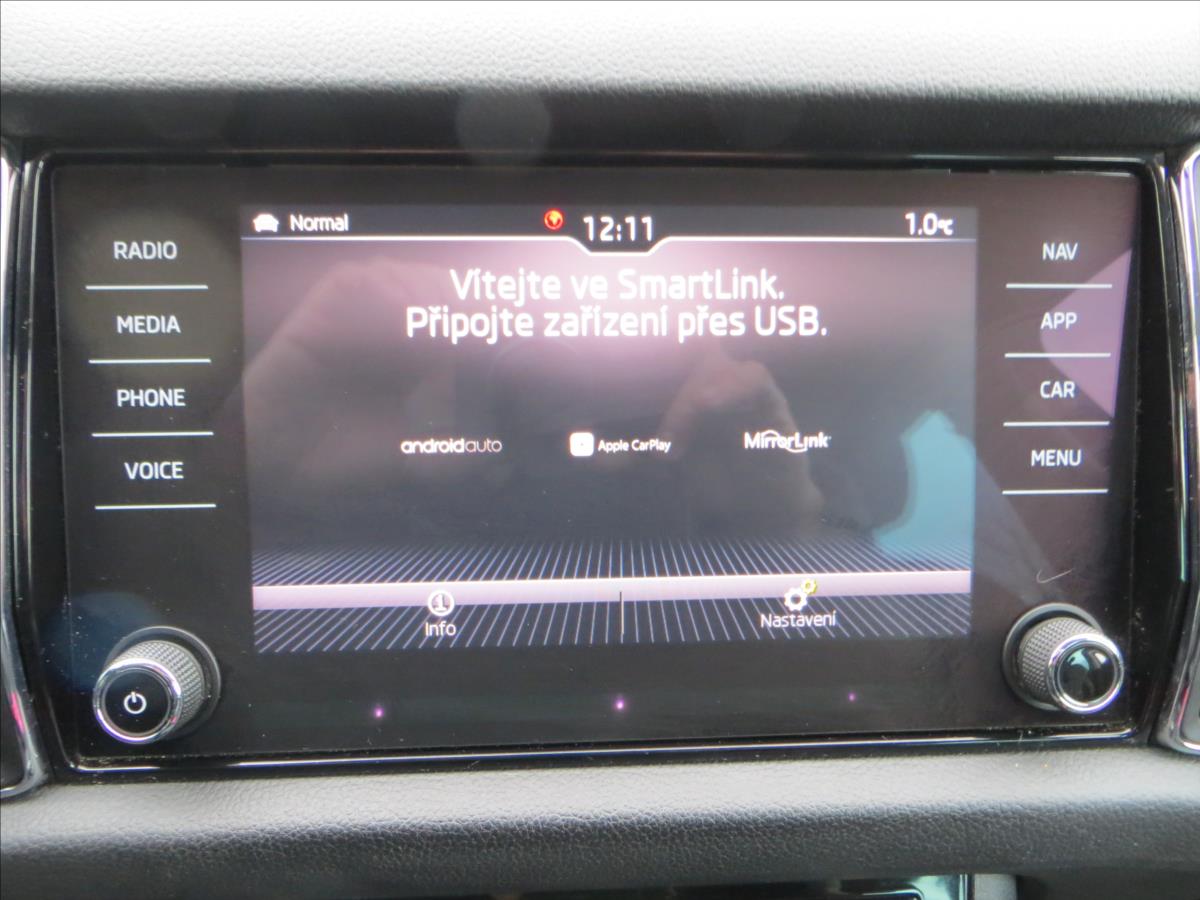 Normal
12:11
1.0°C
RADIO
MEDIA
PHONE
VOICE
Vítejte ve SmartLink.
Připojte zařízení přes USB.
androidauto
Apple CarPlay
MirrorLink
Info
Nastavení
NAV
APP
CAR
MENU